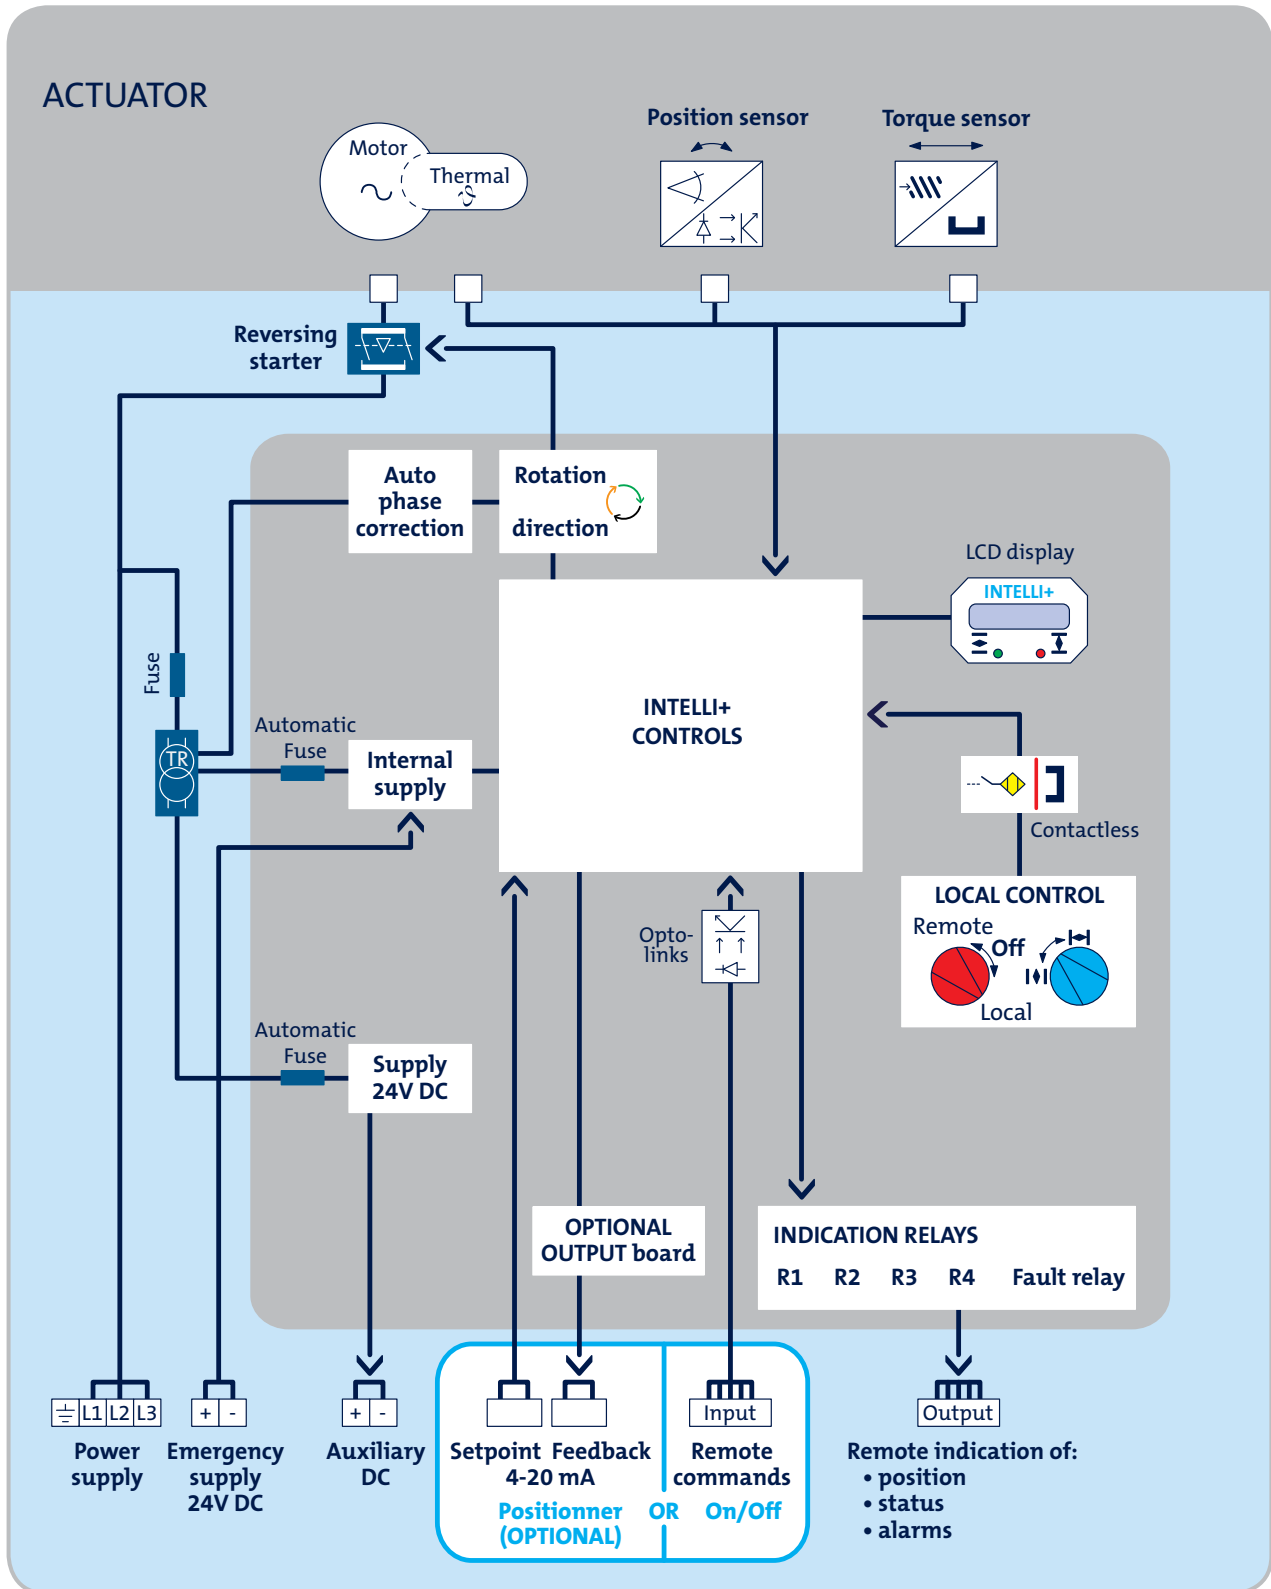 ACTUATOR
Position sensor
Torque sensor
Motor
Thermal
Reversing
starter
Auto
phase
correction
Rotation
direction
LCD display
INTELLI+
Fuse
TR
Automatic
Fuse
Internal
supply
INTELLI+
CONTROLS
Contactless
LOCAL CONTROL
Remote
Off
Local
Opto-
links
Automatic
Fuse
Supply
24V DC
OPTIONAL
OUTPUT board
INDICATION RELAYS
R1 R2 R3 R4 Fault relay
L1 L2 L3
+ -
+ -
Input
Output
Power
supply
Emergency
supply
24V DC
Auxiliary
DC
Setpoint Feedback
4-20 mA
Positionner
(OPTIONAL)
OR
Remote
commands
On/Off
Remote indication of:
• position
• status
• alarms